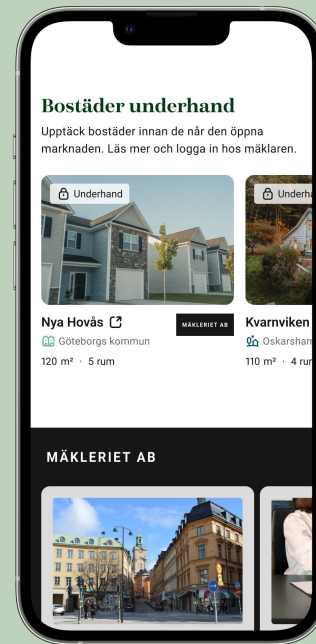 Bostäder underhand
Upptäck bostäder innan de når den öppna
marknaden. Läs mer och logga in hos mäklaren.
Underhand
Underha
Nya Hovås
MÄKLERIET AB
Kvarnviken
Göteborgs kommun
Oskarsham
120 m² · 5 rum
110 m² · 4 rum
MÄKLERIET AB